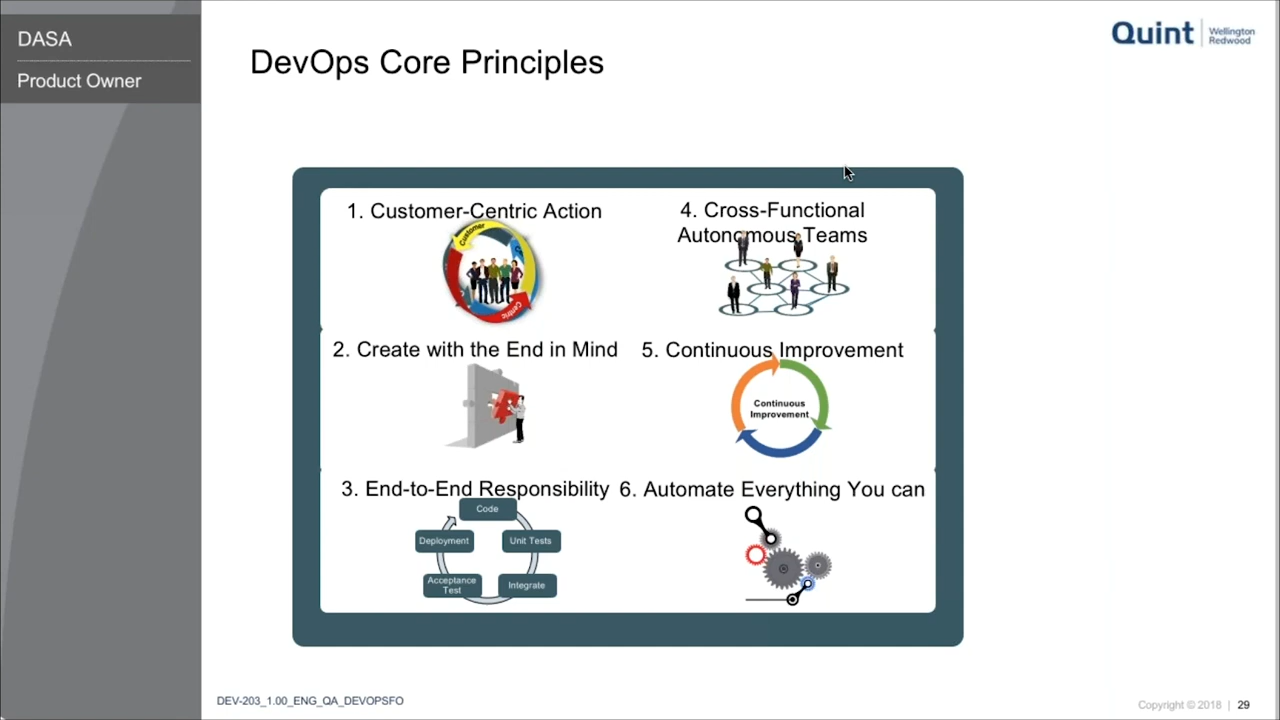 DASA
Product Owner
Quint
Wellington
Redwood
DevOps Core Principles
1. Customer-Centric Action
Customer
Centric
2. Create with the End in Mind
3. End-to-End Responsibility
Code
Unit Tests
Integrate
Acceptance
Test
Deployment
4. Cross-Functional
Autonomous Teams
5. Continuous Improvement
Continuous
Improvement
6. Automate Everything You can
DEV-203_1.00_ENG_QA_DEVOPSFO
Copyright © 2018 | 29